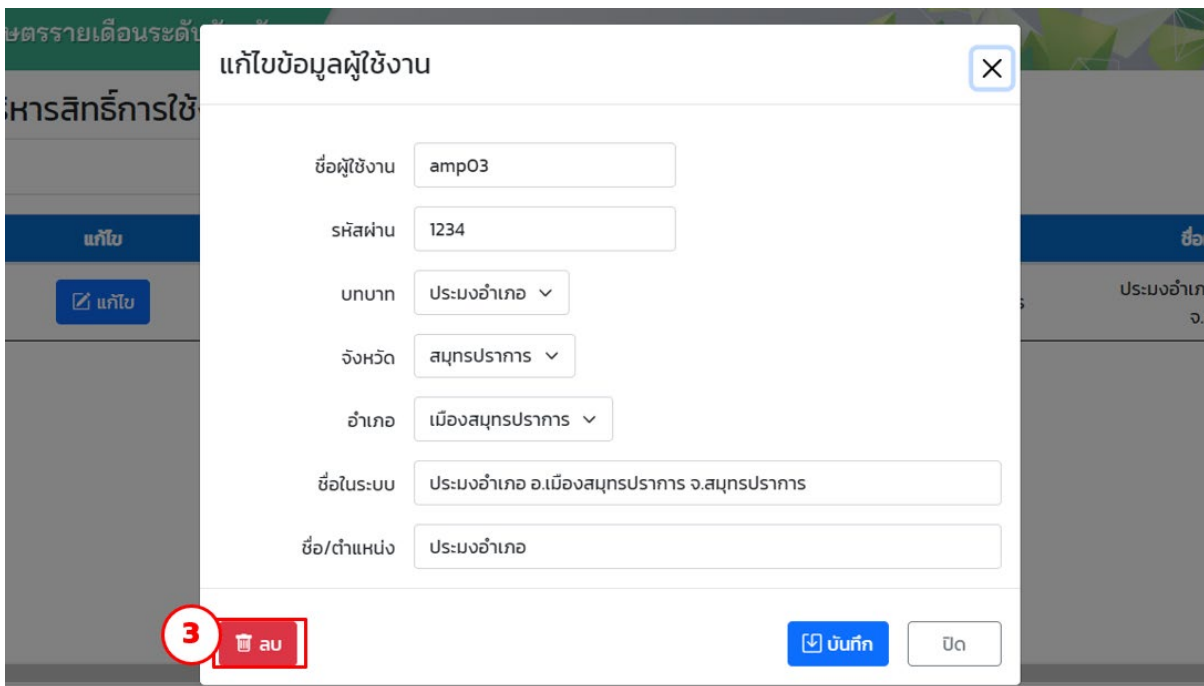 ษตรรายเดือนระดับ
แก้ไขข้อมูลผู้ใช้งาน
ริหารสิทธิ์การใช้
ชื่อผู้ใช้งาน amp03
รหัสผ่าน 1234
แก้ไข
บทบาท ประมงอำเภอ
แก้ไข
ประมงอำเภ
จ.
จังหวัด สมุทรปราการ
อำเภอ เมืองสมุทรปราการ
ชื่อในระบบ ประมงอำเภอ อ.เมืองสมุทรปราการ จ.สมุทรปราการ
ชื่อ/ตำแหน่ง ประมงอำเภอ
3 ลบ บันทึก ปิด